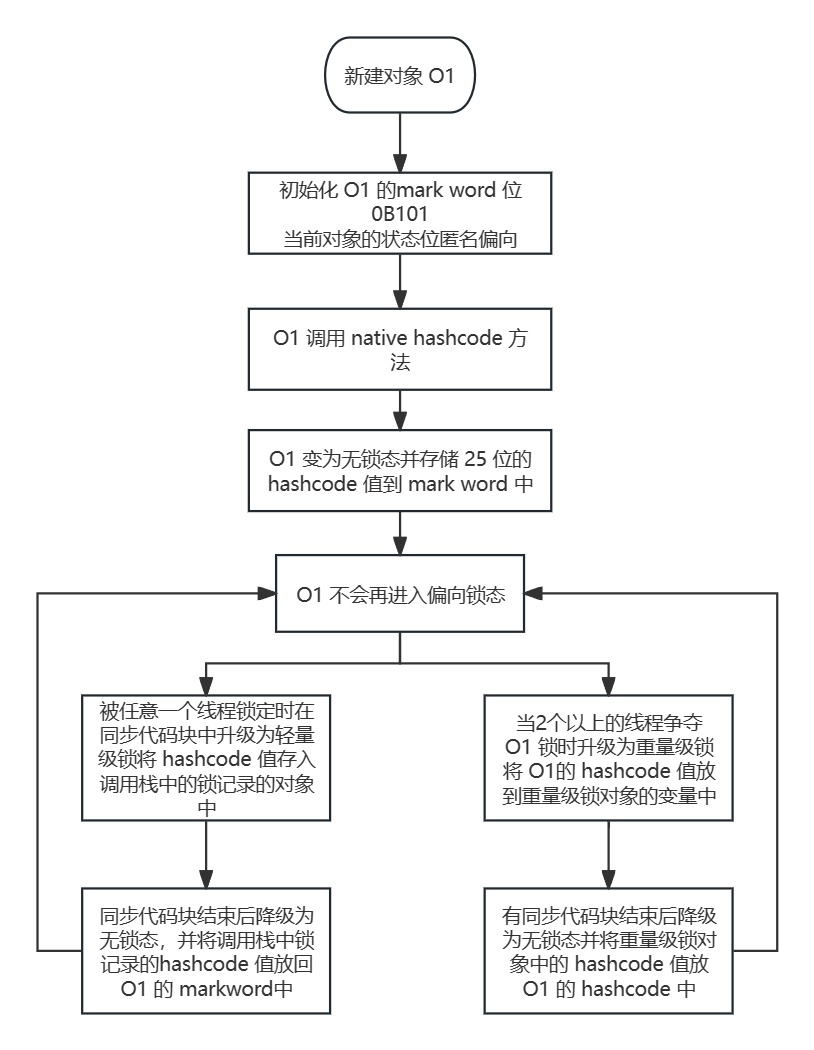 新建对象 O1
初始化 O1 的mark word 位
0B101
当前对象的状态位匿名偏向
O1 调用 native hashcode 方
法
O1 变为无锁态并存储 25 位的
hashcode 值到 mark word 中
O1 不会再进入偏向锁态
被任意一个线程锁定时在
同步代码块中升级为轻量
级锁将 hashcode 值存入
调用栈中的锁记录的对象
中
当2个以上的线程争夺
O1 锁时升级为重量级锁
将 O1的 hashcode 值放
到重量级锁对象的变量中
同步代码块结束后降级为
无锁态，并将调用栈中锁
记录的hashcode 值放回
O1 的 markword中
有同步代码块结束后降级
为无锁态并将重量级锁对
象中的 hashcode 值放
O1 的 hashcode 中